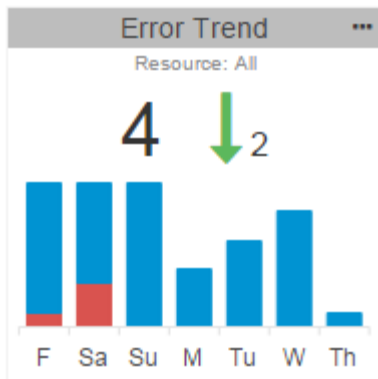 Error Trend ...
Resource: All
4 2
F Sa Su M Tu W Th